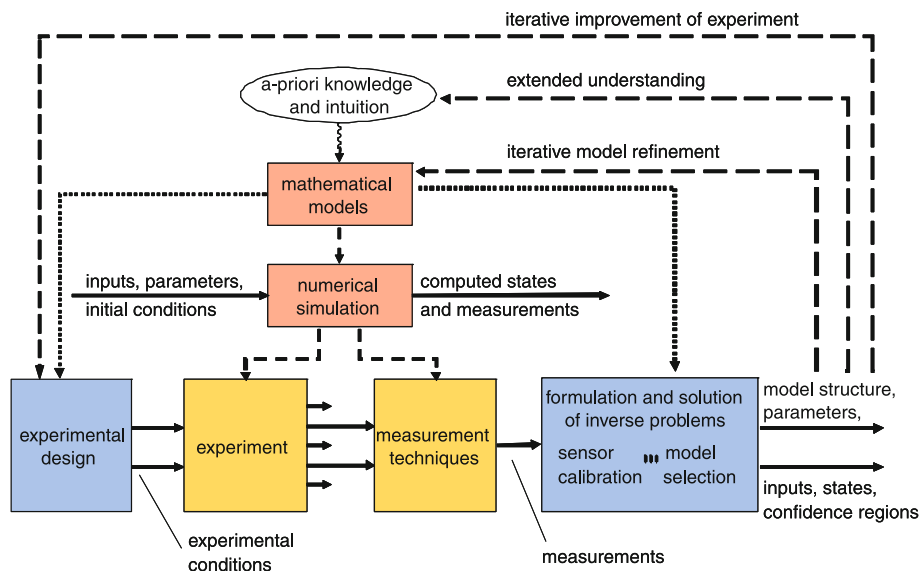 iterative improvement of experiment
a-priori knowledge
and intuition
extended understanding
iterative model refinement
mathematical
models
inputs, parameters,
initial conditions
numerical
simulation
computed states
and measurements
experimental
design
experiment
measurement
techniques
formulation and solution
of inverse problems
sensor
calibration
model
selection
model structure,
parameters,
inputs, states,
confidence regions
experimental
conditions
measurements